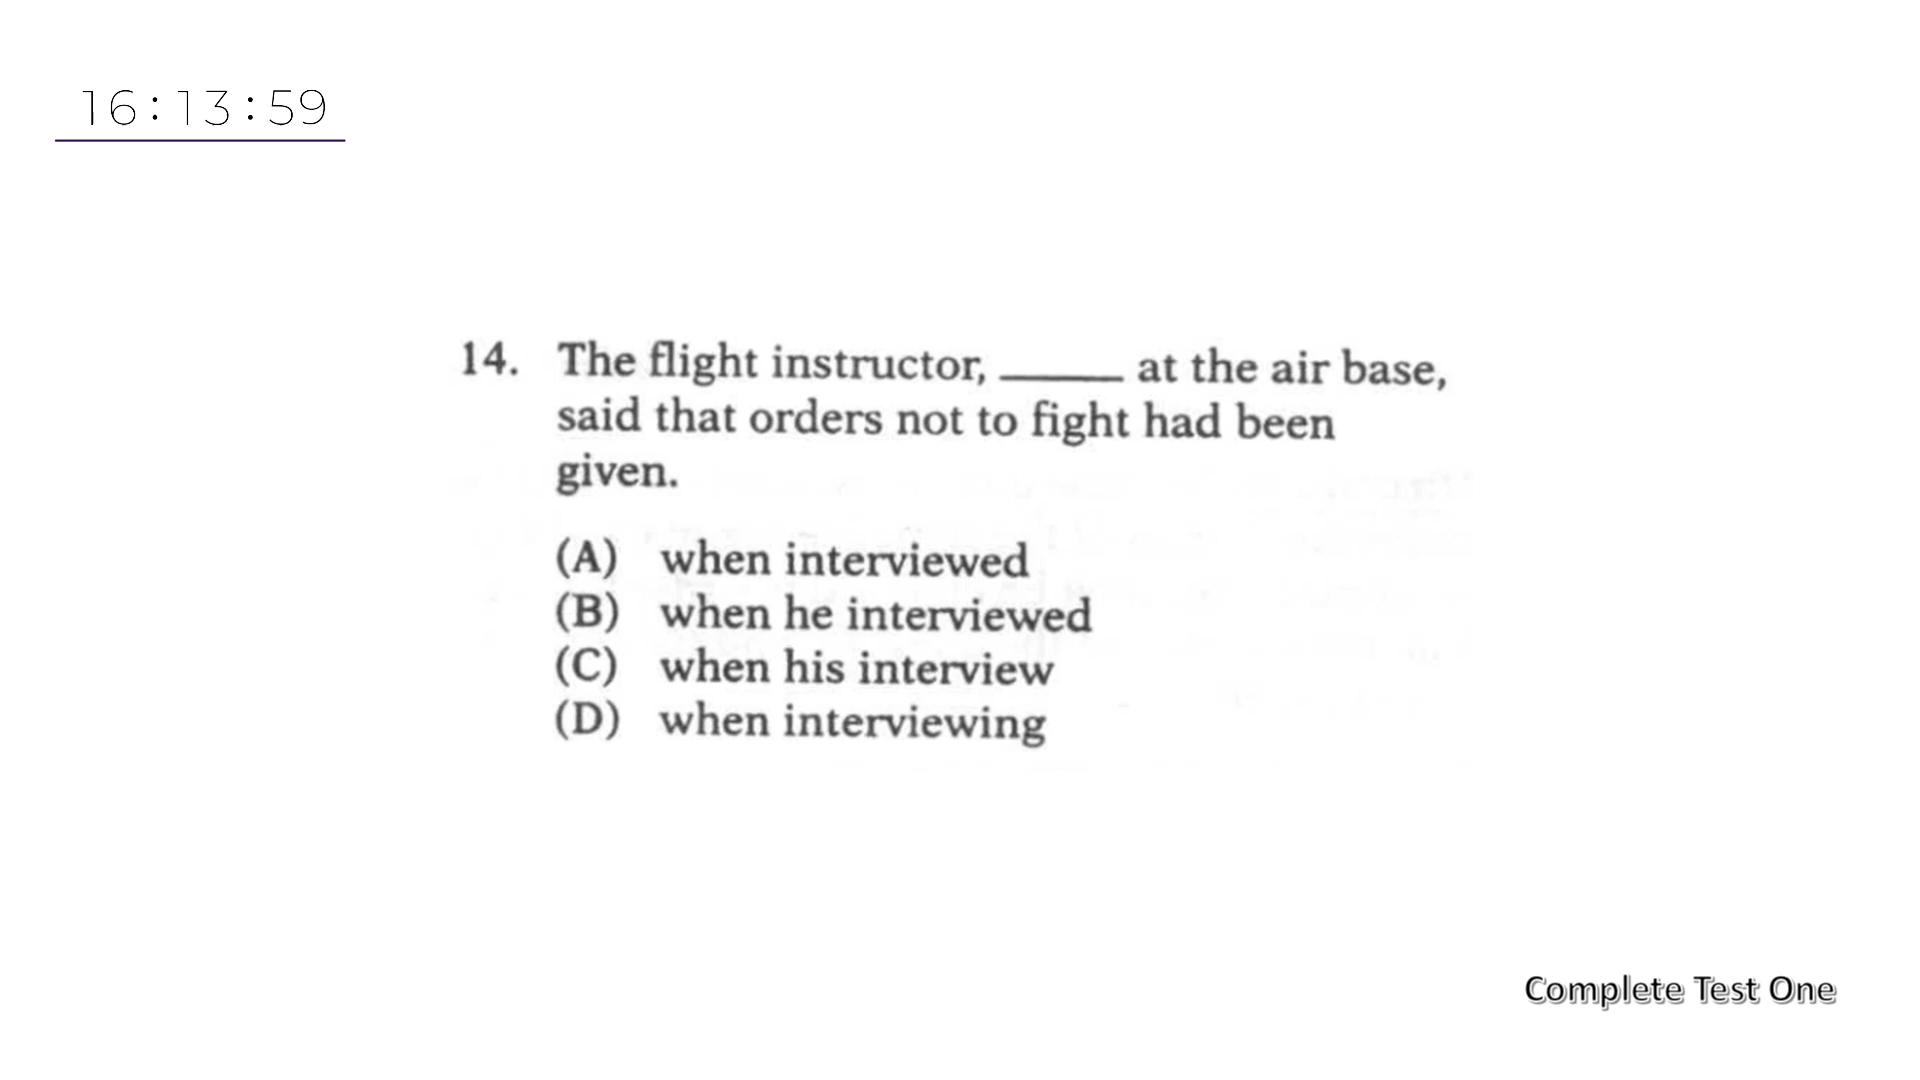 16:13:59
14. The flight instructor, _____ at the air base,
said that orders not to fight had been
given.
(A) when interviewed
(B) when he interviewed
(C) when his interview
(D) when interviewing
Complete Test One